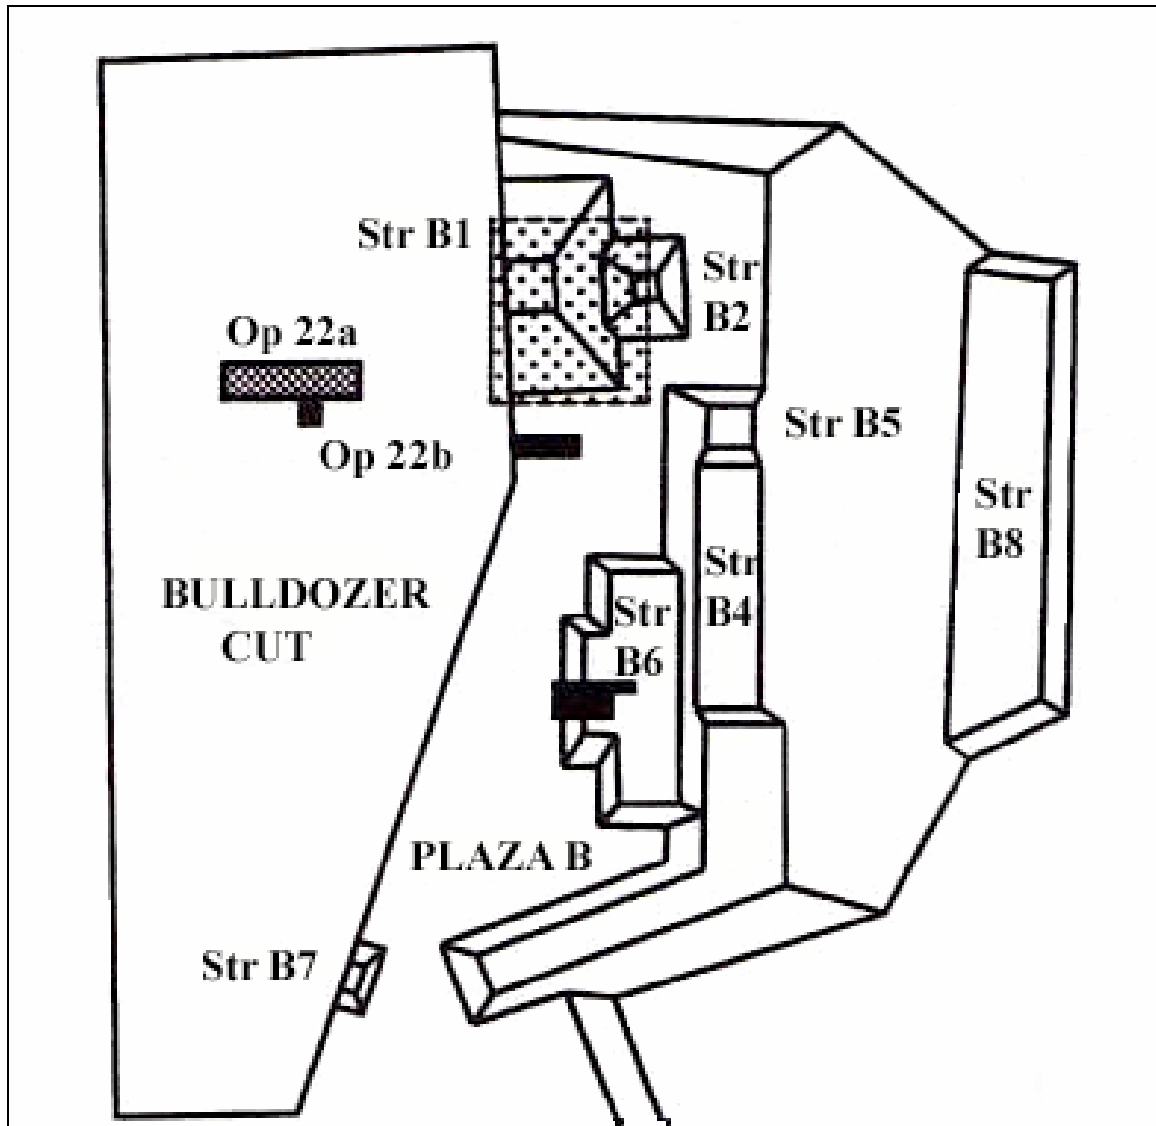 Str B1
Str
B2
Op 22a
Str B5
Op 22b
Str
B8
Str
B4
BULLDOZER
CUT
Str
B6
PLAZA B
Str B7